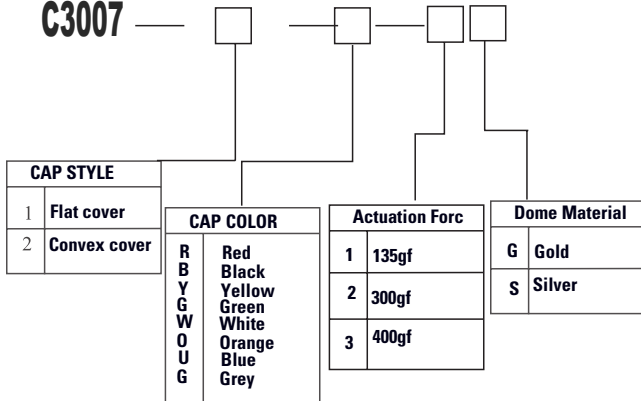 C3007
CAP STYLE
1 Flat cover
2 Convex cover
CAP COLOR
R Red
B Black
Y Yellow
G Green
W White
O Orange
U Blue
G Grey
Actuation Forc
1 135gf
2 300gf
3 400gf
Dome Material
G Gold
S Silver